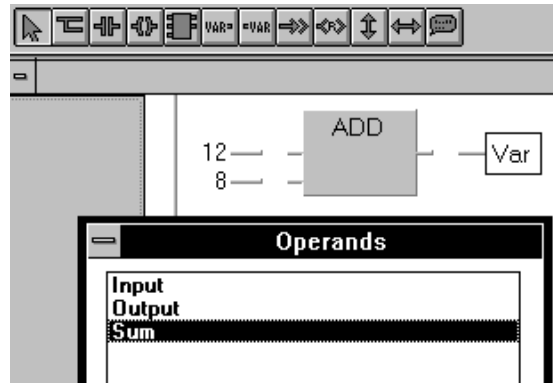 VAR =VAR <R>
ADD
12
8
Var
Operands
Input
Output
Sum